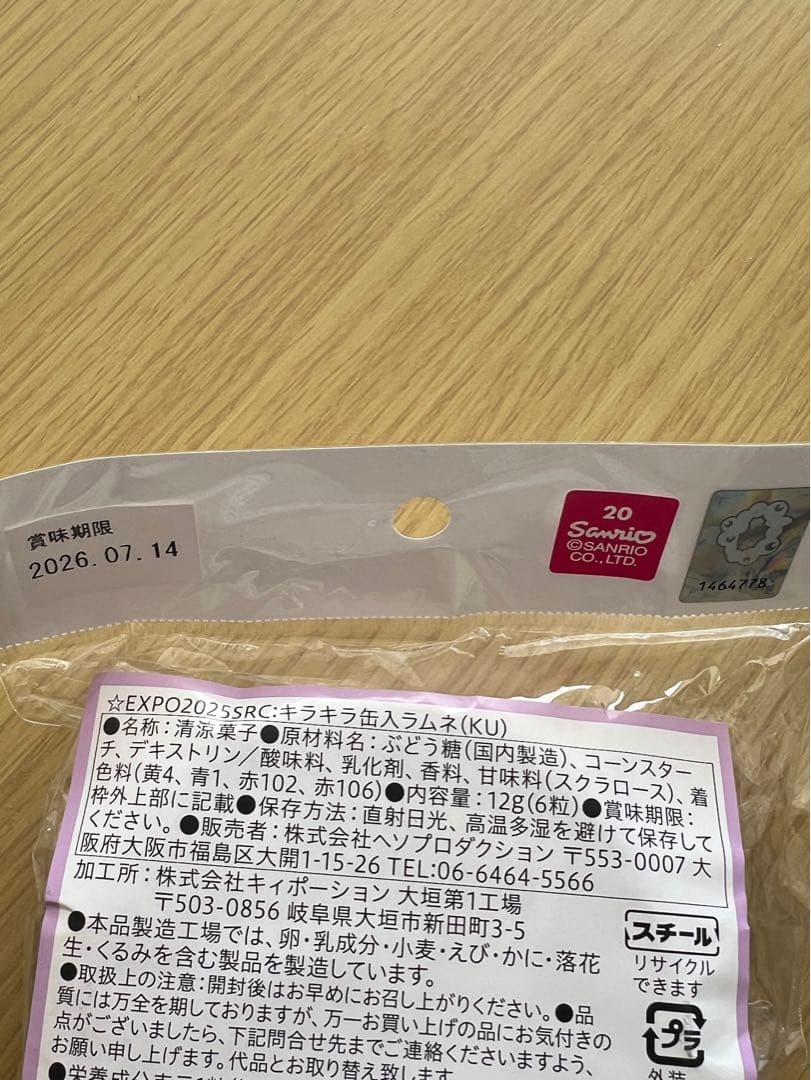 賞味期限
2026.07.14
20
Sanrio
©SANRIO
CO.,LTD.
1464778
☆EXPO2025SRC:キラキラ缶入ラムネ(KU)
●名称：清涼菓子●原材料名：ぶどう糖(国内製造)、コーンスター
チ、デキストリン／酸味料、乳化剤、香料、甘味料(スクラロース)、着
色料(黄4、青1、赤102、赤106)●内容量：12g(6粒)●賞味期限：
枠外上部に記載●保存方法：直射日光、高温多湿を避けて保存して
ください。●販売者：株式会社ヘソプロダクション 〒553-0007 大
阪府大阪市福島区大開1-15-26 TEL:06-6464-5566
加工所：株式会社キィポーション 大垣第1工場
〒503-0856 岐阜県大垣市新田町3-5
●本品製造工場では、卵・乳成分・小麦・えび・かに・落花
生・くるみを含む製品を製造しています。
●取扱上の注意：開封後はお早めにお召し上がりください。●品
質には万全を期しておりますが、万一お買い上げの品にお気付きの
点がございましたら、下記問合せ先までご連絡くださいますよう、
お願い申し上げます。代品とお取り替え致します。
スチール
リサイクル
できます
プラ
外装